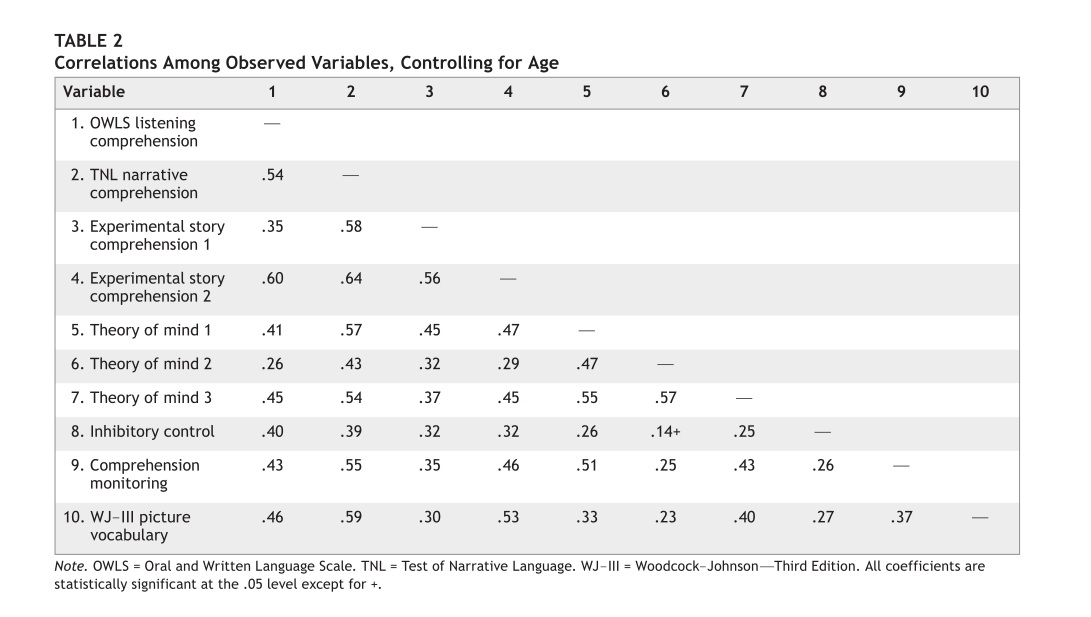 TABLE 2
Correlations Among Observed Variables, Controlling for Age
Variable 1 2 3 4 5 6 7 8 9 10
1. OWLS listening —
comprehension
2. TNL narrative .54 —
comprehension
3. Experimental story .35 .58 —
comprehension 1
4. Experimental story .60 .64 .56 —
comprehension 2
5. Theory of mind 1 .41 .57 .45 .47 —
6. Theory of mind 2 .26 .43 .32 .29 .47 —
7. Theory of mind 3 .45 .54 .37 .45 .55 .57 —
8. Inhibitory control .40 .39 .32 .32 .26 .14+ .25 —
9. Comprehension .43 .55 .35 .46 .51 .25 .43 .26 —
monitoring
10. WJ–III picture .46 .59 .30 .53 .33 .23 .40 .27 .37 —
vocabulary
Note. OWLS = Oral and Written Language Scale. TNL = Test of Narrative Language. WJ–III = Woodcock–Johnson—Third Edition. All coefficients are
statistically significant at the .05 level except for +.